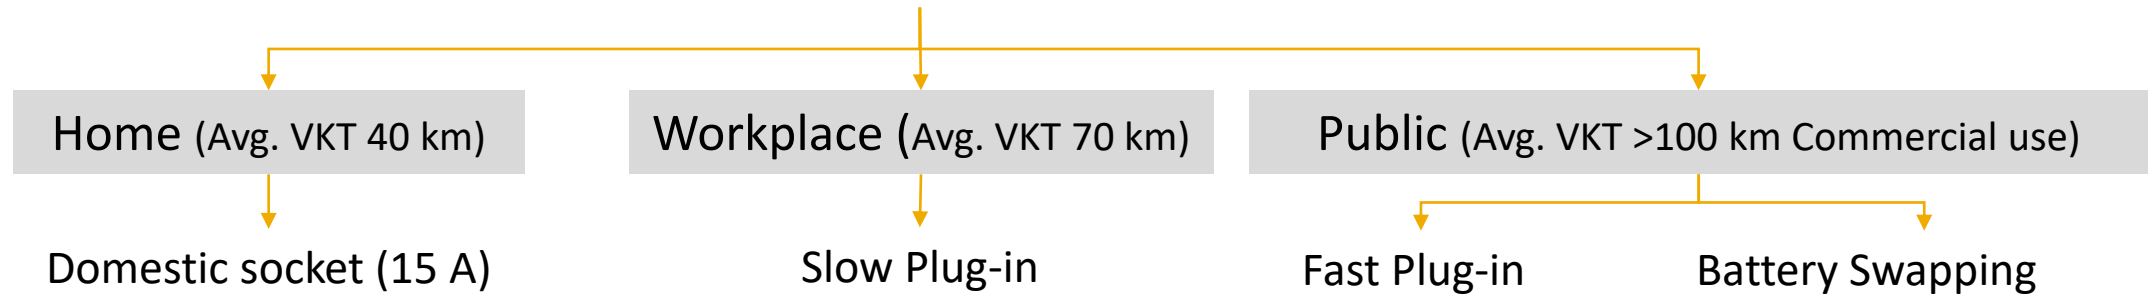 Home (Avg. VKT 40 km)
Workplace (Avg. VKT 70 km)
Public (Avg. VKT >100 km Commercial use)
Domestic socket (15 A)
Slow Plug-in
Fast Plug-in
Battery Swapping